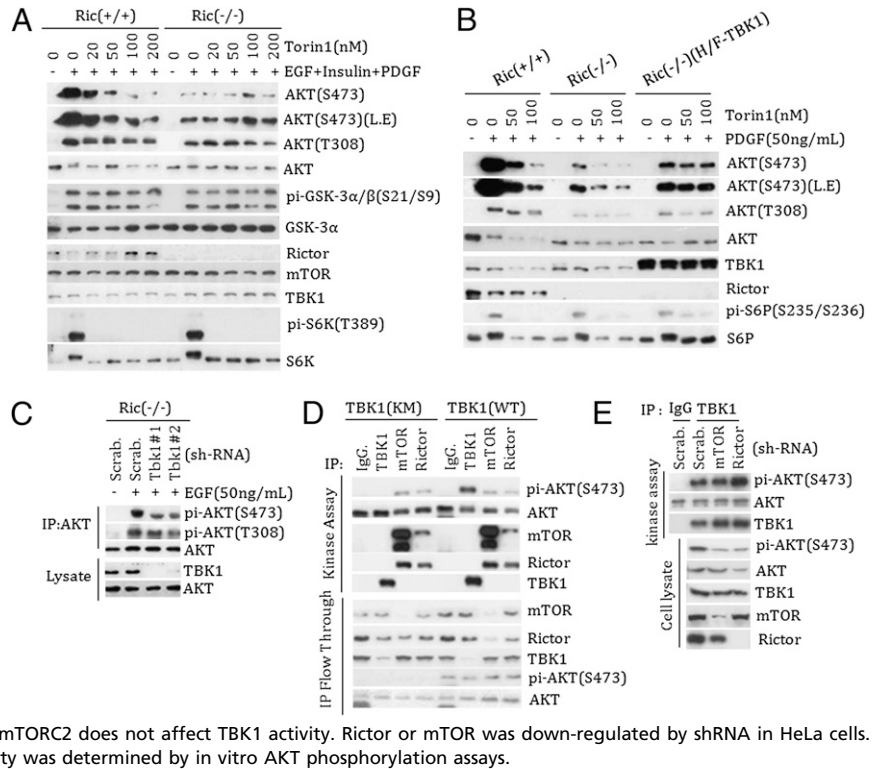 A
Ric(+/+) Ric(-/-)
0 0 20 50 100 200 0 0 20 50 100 200 Torin1(nM)
- + + + + + - + + + + + EGF+Insulin+PDGF
AKT(S473)
AKT(S473)(L.E)
AKT(T308)
AKT
pi-GSK-3α/β(S21/S9)
GSK-3α
Rictor
mTOR
TBK1
pi-S6K(T389)
S6K
B
Ric(+/+) Ric(-/-) Ric(-/-)(H/F-TBK1)
0 0 50 100 0 0 50 100 0 0 50 100 Torin1(nM)
- + + + - + + + - + + + PDGF(50ng/mL)
AKT(S473)
AKT(S473)(L.E)
AKT(T308)
AKT
TBK1
Rictor
pi-S6P(S235/S236)
S6P
C
Ric(-/-)
Scrab. Scrab. Tbk1#1 Tbk1#2 (sh-RNA)
- + + + EGF(50ng/mL)
IP:AKT
pi-AKT(S473)
pi-AKT(T308)
AKT
Lysate
TBK1
AKT
D
TBK1(KM) TBK1(WT)
IP: IgG. TBK1 mTOR Rictor IgG. TBK1 mTOR Rictor
Kinase Assay
pi-AKT(S473)
AKT
mTOR
Rictor
TBK1
IP Flow Through
mTOR
Rictor
TBK1
pi-AKT(S473)
AKT
E
IP: IgG TBK1
Scrab. Scrab. mTOR Rictor (sh-RNA)
kinase assay
pi-AKT(S473)
AKT
TBK1
Cell lysate
pi-AKT(S473)
AKT
TBK1
mTOR
Rictor
mTORC2 does not affect TBK1 activity. Rictor or mTOR was down-regulated by shRNA in HeLa cells.
ty was determined by in vitro AKT phosphorylation assays.